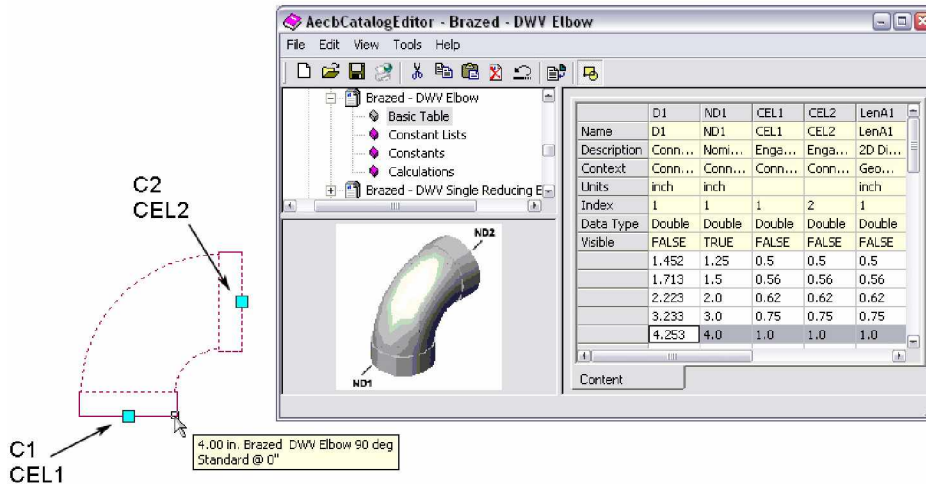 AecbCatalogEditor - Brazed - DWV Elbow
File Edit View Tools Help
Brazed - DWV Elbow
Basic Table
Constant Lists
Constants
Calculations
Brazed - DWV Single Reducing E
D1 ND1 CEL1 CEL2 LenA1
Name D1 ND1 CEL1 CEL2 LenA1
Description Conn... Nomi... Enga... Enga... 2D Di...
Context Conn... Conn... Conn... Conn... Geo...
Units inch inch inch
Index 1 1 1 2 1
Data Type Double Double Double Double Double
Visible FALSE TRUE FALSE FALSE FALSE
1.452 1.25 0.5 0.5 0.5
1.713 1.5 0.56 0.56 0.56
2.223 2.0 0.62 0.62 0.62
3.233 3.0 0.75 0.75 0.75
4.253 4.0 1.0 1.0 1.0
Content
ND2
ND1
C2
CEL2
C1
CEL1
4.00 in. Brazed DWV Elbow 90 deg
Standard @ 0"